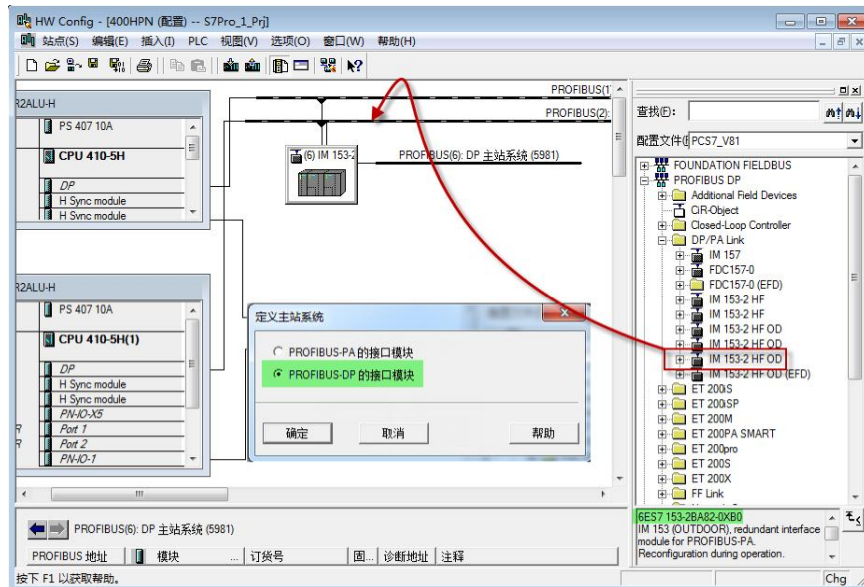 HW Config - [400HPN (配置) -- S7Pro_1_Prj]
站点(S) 编辑(E) 插入(I) PLC 视图(V) 选项(O) 窗口(W) 帮助(H)
R2ALU-H
PS 407 10A
CPU 410-5H
DP
H Sync module
H Sync module
R2ALU-H
PS 407 10A
CPU 410-5H(1)
DP
H Sync module
H Sync module
PN-IO-X5
R Port 1
R Port 2
PN-IO-1
PROFIBUS(1)
PROFIBUS(2):
(6) IM 153-2
PROFIBUS(6): DP 主站系统 (5981)
定义主站系统
PROFIBUS-PA 的接口模块
PROFIBUS-DP 的接口模块
确定 取消 帮助
查找(F):
配置文件(F PCS7_V81
FOUNDATION FIELDBUS
PROFIBUS DP
Additional Field Devices
CiR-Object
Closed-Loop Controller
DP/PA Link
IM 157
FDC157-0
FDC157-0 (EFD)
IM 153-2 HF
IM 153-2 HF
IM 153-2 HF OD
IM 153-2 HF OD
IM 153-2 HF OD
IM 153-2 HF OD (EFD)
ET 200iS
ET 200iSP
ET 200M
ET 200PA SMART
ET 200pro
ET 200S
ET 200X
FF Link
6ES7 153-2BA82-0XB0
IM 153 (OUTDOOR), redundant interface
module for PROFIBUS-PA.
Reconfiguration during operation.
PROFIBUS(6): DP 主站系统 (5981)
PROFIBUS 地址 模块 ... 订货号 固... 诊断地址 注释
按下 F1 以获取帮助。 Chg